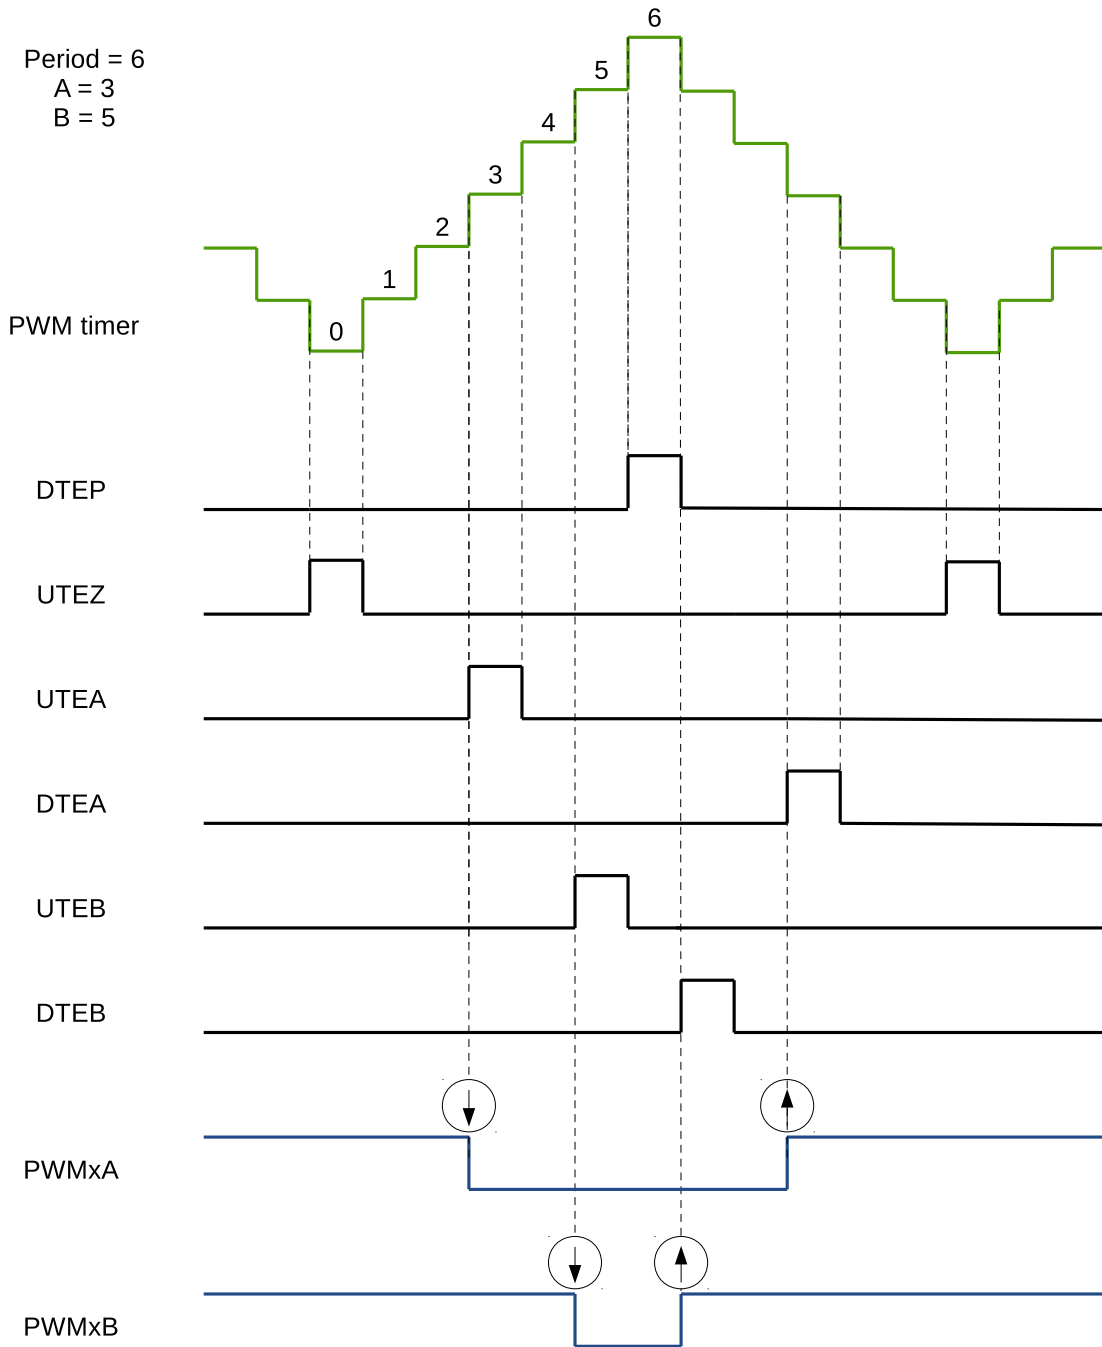 6
Period = 6
A = 3
B = 5
5
4
3
2
1
0
PWM timer
DTEP
UTEZ
UTEA
DTEA
UTEB
DTEB
PWMxA
PWMxB